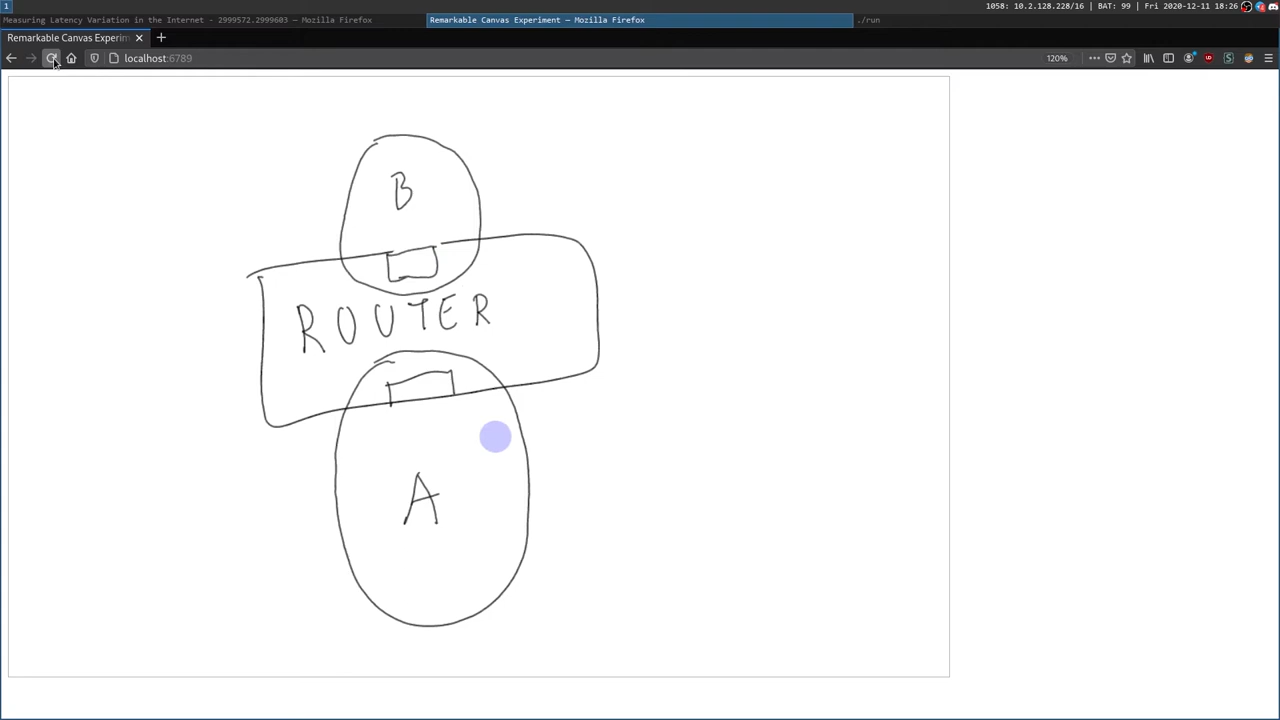 1
1058: 10.2.128.228/16 | BAT: 99 | Fri 2020-12-11 18:26
Measuring Latency Variation in the Internet - 2999572.2999603 — Mozilla Firefox
Remarkable Canvas Experiment — Mozilla Firefox
./run
Remarkable Canvas Experim
localhost:6789
120%
B
ROUTER
A